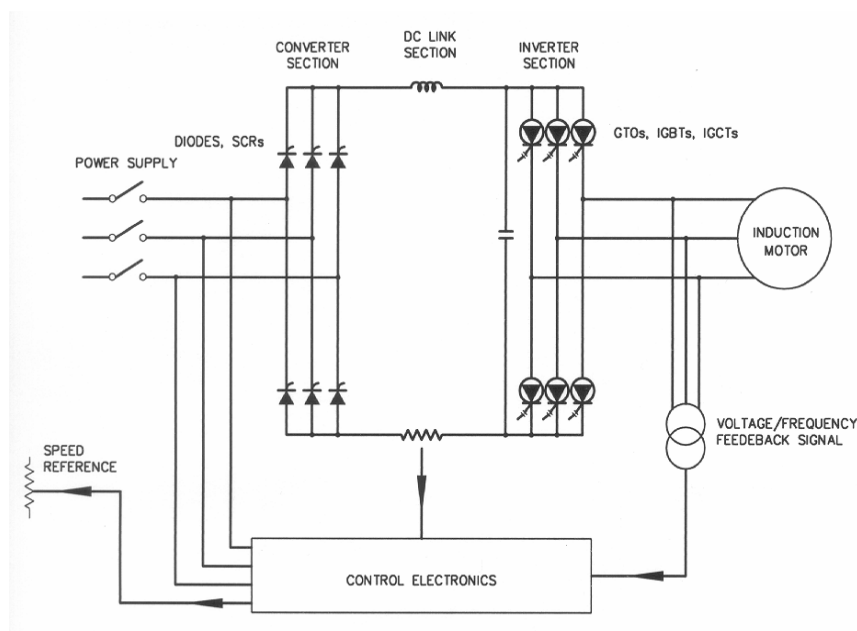 CONVERTER
SECTION
DC LINK
SECTION
INVERTER
SECTION
DIODES, SCRs
GTOs, IGBTs, IGCTs
POWER SUPPLY
INDUCTION
MOTOR
VOLTAGE/FREQUENCY
FEEDEBACK SIGNAL
SPEED
REFERENCE
CONTROL ELECTRONICS